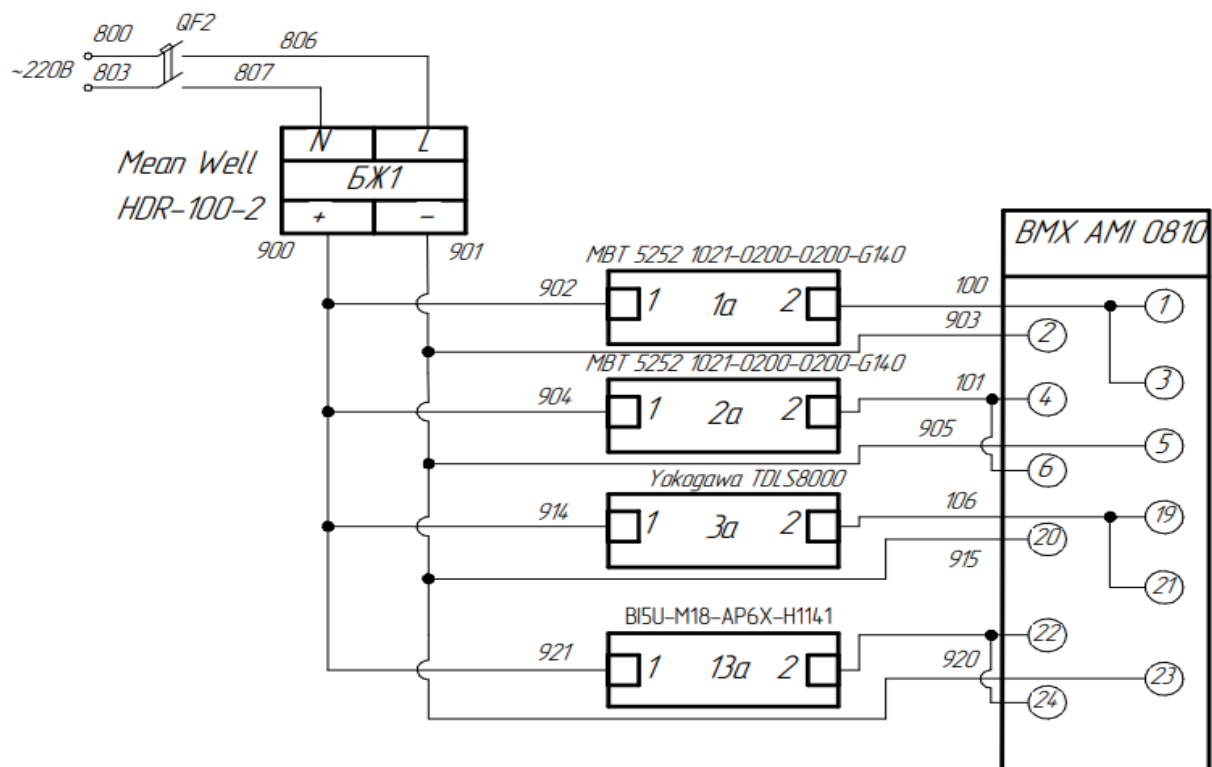 800 QF2 806
~220В 803 807
N L
Mean Well БЖ1
HDR-100-2 + -
900 901
BMX AMI 0810
MBT 5252 1021-0200-0200-G140
902 1 1а 2 100 1
903 2
MBT 5252 1021-0200-0200-G140
3
904 1 2а 2 101 4
905 5
6
Yokogawa TDLS8000
914 1 3а 2 106 19
915 20
21
BI5U-M18-AP6X-H1141
22
921 1 13а 2 920 23
24